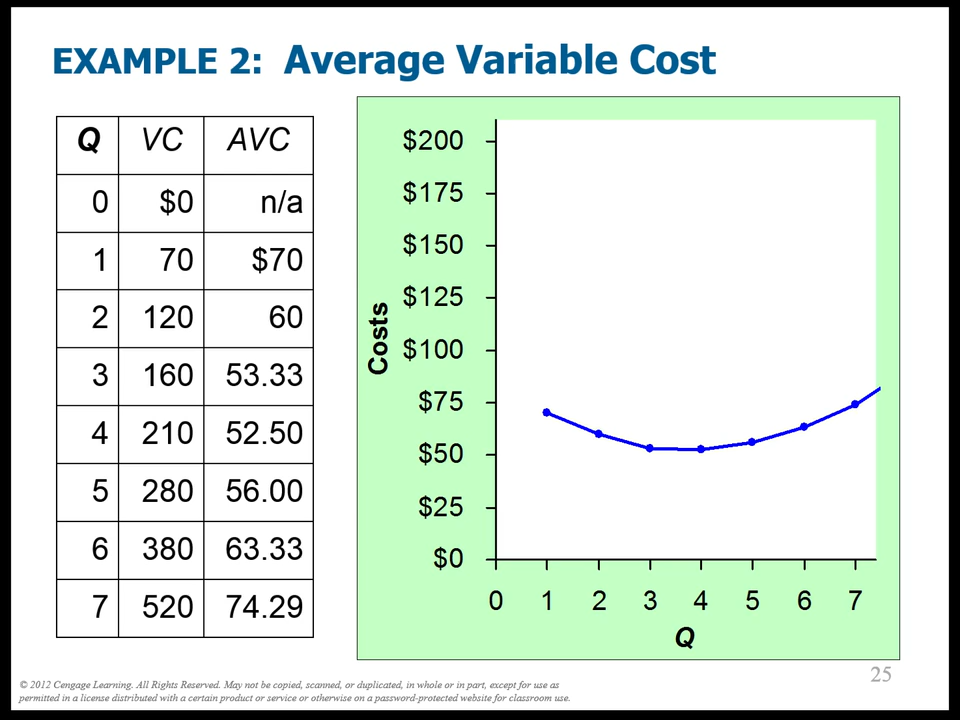 EXAMPLE 2: Average Variable Cost
Q VC AVC
0 $0 n/a
1 70 $70
2 120 60
3 160 53.33
4 210 52.50
5 280 56.00
6 380 63.33
7 520 74.29
Costs
$200
$175
$150
$125
$100
$75
$50
$25
$0
0 1 2 3 4 5 6 7
Q
25
© 2012 Cengage Learning. All Rights Reserved. May not be copied, scanned, or duplicated, in whole or in part, except for use as
permitted in a license distributed with a certain product or service or otherwise on a password-protected website for classroom use.